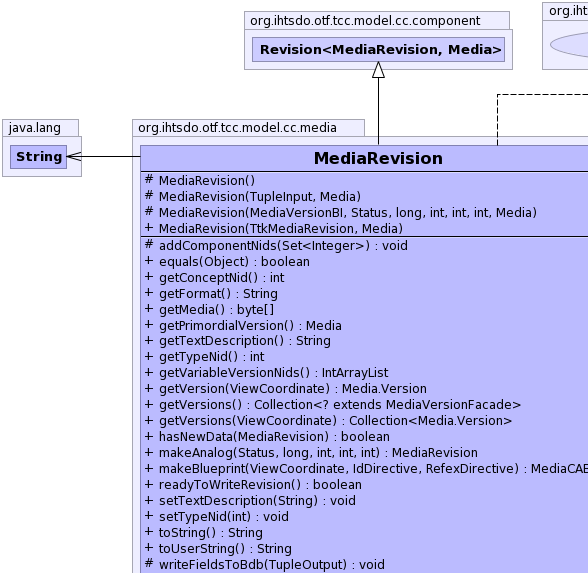 org.ihtsdo.otf.tcc.model.cc.component
org.iht
Revision<MediaRevision, Media>
java.lang
String
org.ihtsdo.otf.tcc.model.cc.media
MediaRevision
# MediaRevision()
# MediaRevision(TupleInput, Media)
# MediaRevision(MediaVersionBI, Status, long, int, int, int, Media)
+ MediaRevision(TtkMediaRevision, Media)
# addComponentNids(Set<Integer>) : void
+ equals(Object) : boolean
+ getConceptNid() : int
+ getFormat() : String
+ getMedia() : byte[]
+ getPrimordialVersion() : Media
+ getTextDescription() : String
+ getTypeNid() : int
+ getVariableVersionNids() : IntArrayList
+ getVersion(ViewCoordinate) : Media.Version
+ getVersions() : Collection<? extends MediaVersionFacade>
+ getVersions(ViewCoordinate) : Collection<Media.Version>
+ hasNewData(MediaRevision) : boolean
+ makeAnalog(Status, long, int, int, int) : MediaRevision
+ makeBlueprint(ViewCoordinate, IdDirective, RefexDirective) : MediaCAB
+ readyToWriteRevision() : boolean
+ setTextDescription(String) : void
+ setTypeNid(int) : void
+ toString() : String
+ toUserString() : String
# writeFieldsToBdb(TupleOutput) : void